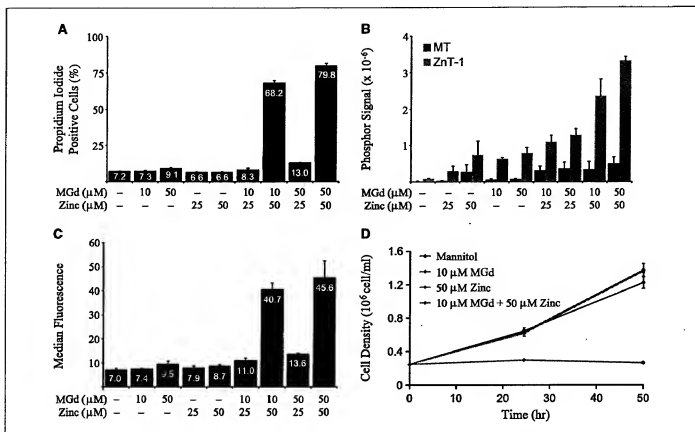 A
Propidium Iodide
Positive Cells (%)
100
75
50
25
7.2 7.3 9.1 6.6 6.6 8.3 68.2 13.0 79.8
MGd (μM) – 10 50 – – 10 10 50 50
Zinc (μM) – – – 25 50 25 50 25 50
B
MT
ZnT-1
Phosphor Signal (x 10⁻⁶)
4
3
2
1
MGd (μM) – – – 10 50 10 50 10 50
Zinc (μM) – 25 50 – – 25 25 50 50
C
Median Fluorescence
60
50
40
30
20
10
7.0 7.4 9.5 7.9 8.7 11.0 40.7 13.6 45.6
MGd (μM) – 10 50 – – 10 10 50 50
Zinc (μM) – – – 25 50 25 50 25 50
D
Mannitol
10 μM MGd
50 μM Zinc
10 μM MGd + 50 μM Zinc
Cell Density (10⁶ cell/ml)
1.6
1.2
0.8
0.4
0
0 10 20 30 40 50
Time (hr)